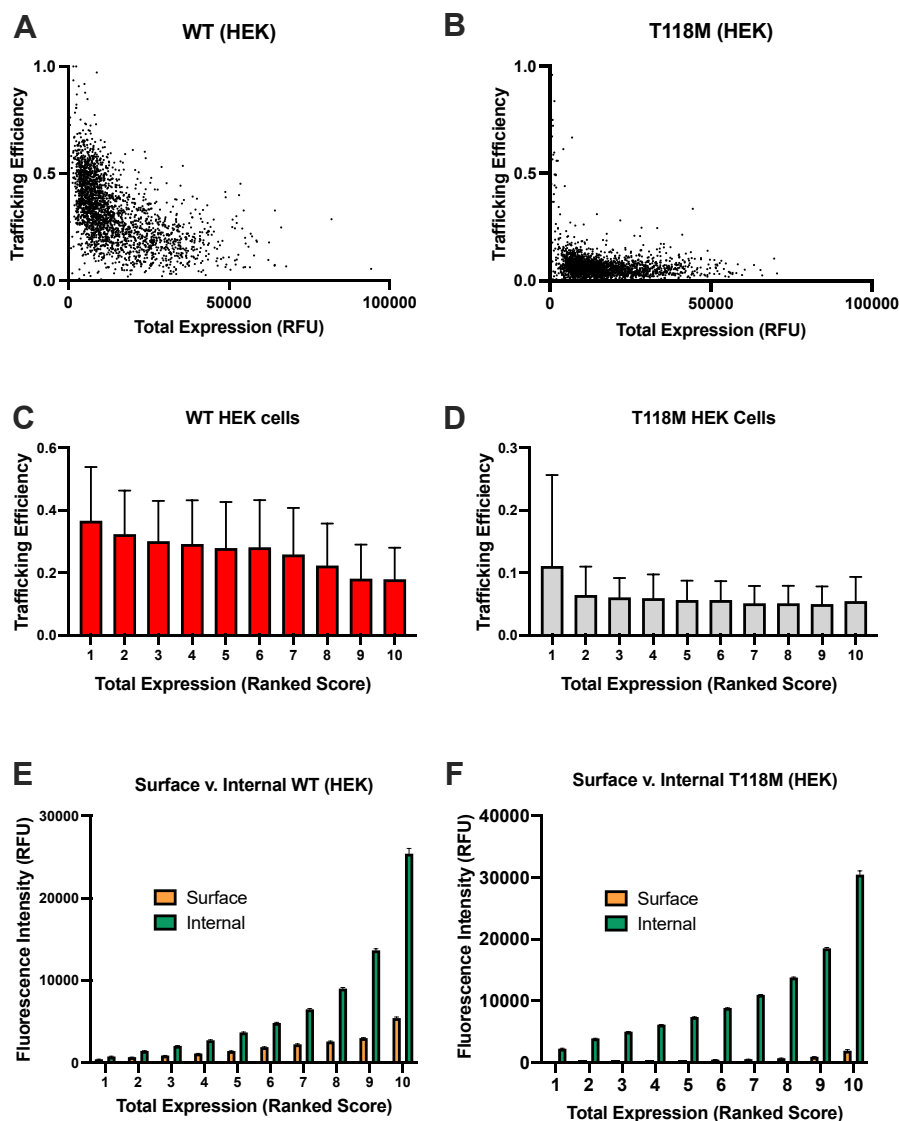 A
WT (HEK)
Trafficking Efficiency
1.0
0.5
0.0
0
50000
100000
Total Expression (RFU)
B
T118M (HEK)
Trafficking Efficiency
1.0
0.5
0.0
0
50000
100000
Total Expression (RFU)
C
WT HEK cells
Trafficking Efficiency
0.6
0.4
0.2
0.0
1 2 3 4 5 6 7 8 9 10
Total Expression (Ranked Score)
D
T118M HEK Cells
Trafficking Efficiency
0.3
0.2
0.1
0.0
1 2 3 4 5 6 7 8 9 10
Total Expression (Ranked Score)
E
Surface v. Internal WT (HEK)
Fluorescence Intensity (RFU)
30000
20000
10000
0
Surface
Internal
1 2 3 4 5 6 7 8 9 10
Total Expression (Ranked Score)
F
Surface v. Internal T118M (HEK)
Fluorescence Intensity (RFU)
40000
30000
20000
10000
0
Surface
Internal
1 2 3 4 5 6 7 8 9 10
Total Expression (Ranked Score)